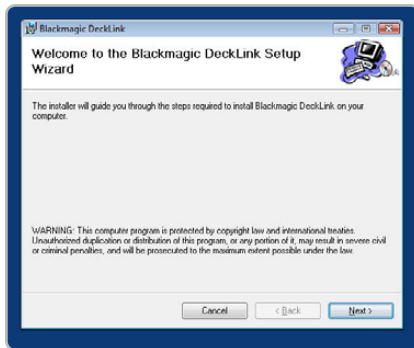 Blackmagic DeckLink
Welcome to the Blackmagic DeckLink Setup
Wizard
The installer will guide you through the steps required to install Blackmagic DeckLink on your
computer.
WARNING: This computer program is protected by copyright law and international treaties.
Unauthorized duplication or distribution of this program, or any portion of it, may result in severe civil
or criminal penalties, and will be prosecuted to the maximum extent possible under the law.
Cancel < Back Next >